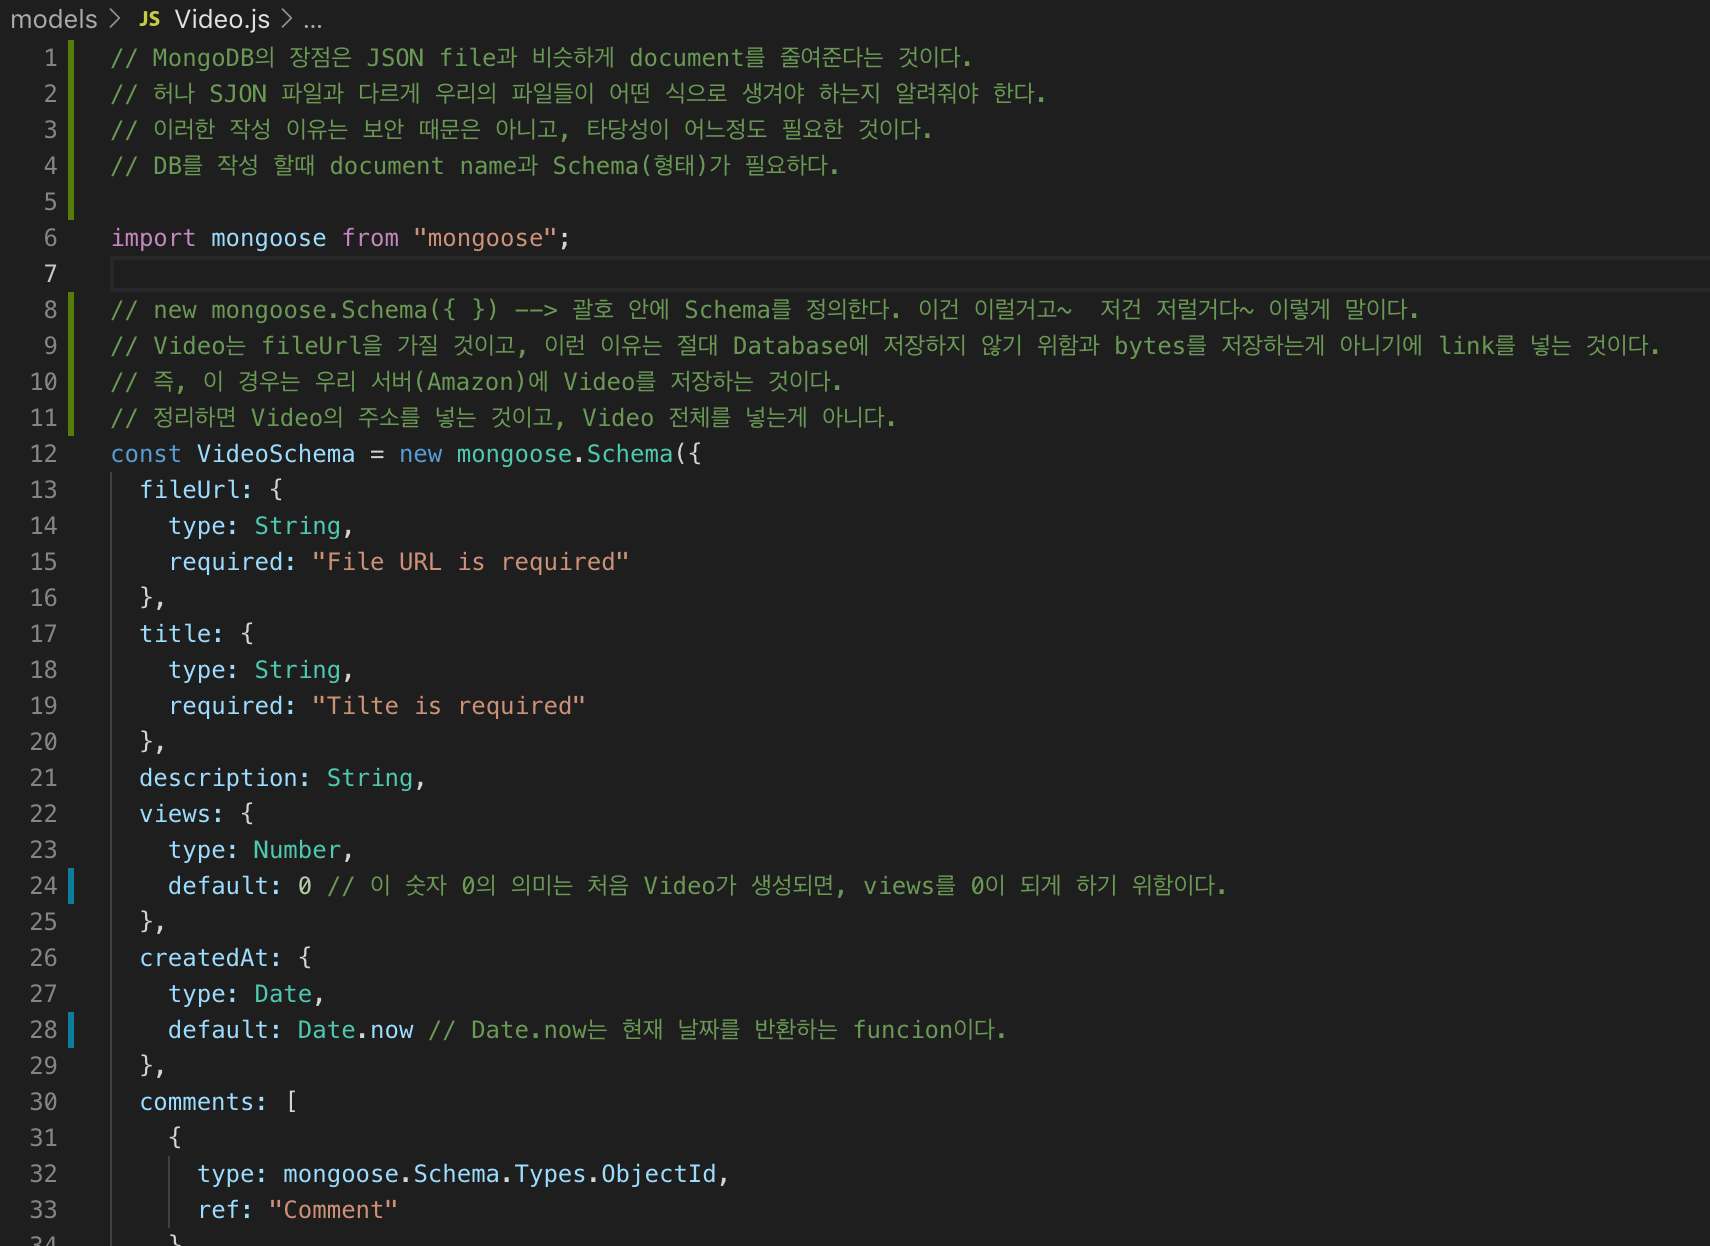 models > JS Video.js > ...
1 // MongoDB의 장점은 JSON file과 비슷하게 document를 줄여준다는 것이다.
2 // 허나 SJON 파일과 다르게 우리의 파일들이 어떤 식으로 생겨야 하는지 알려줘야 한다.
3 // 이러한 작성 이유는 보안 때문은 아니고, 타당성이 어느정도 필요한 것이다.
4 // DB를 작성 할때 document name과 Schema(형태)가 필요하다.
5
6 import mongoose from "mongoose";
7
8 // new mongoose.Schema({ }) --> 괄호 안에 Schema를 정의한다. 이건 이럴거고~  저건 저럴거다~ 이렇게 말이다.
9 // Video는 fileUrl을 가질 것이고, 이런 이유는 절대 Database에 저장하지 않기 위함과 bytes를 저장하는게 아니기에 link를 넣는 것이다.
10 // 즉, 이 경우는 우리 서버(Amazon)에 Video를 저장하는 것이다.
11 // 정리하면 Video의 주소를 넣는 것이고, Video 전체를 넣는게 아니다.
12 const VideoSchema = new mongoose.Schema({
13   fileUrl: {
14     type: String,
15     required: "File URL is required"
16   },
17   title: {
18     type: String,
19     required: "Tilte is required"
20   },
21   description: String,
22   views: {
23     type: Number,
24     default: 0 // 이 숫자 0의 의미는 처음 Video가 생성되면, views를 0이 되게 하기 위함이다.
25   },
26   createdAt: {
27     type: Date,
28     default: Date.now // Date.now는 현재 날짜를 반환하는 funcion이다.
29   },
30   comments: [
31     {
32       type: mongoose.Schema.Types.ObjectId,
33       ref: "Comment"
34     }